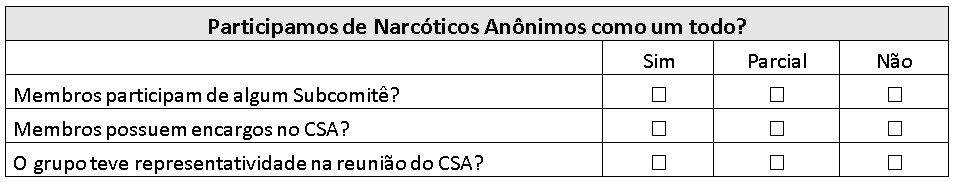 Participamos de Narcóticos Anônimos como um todo?
Sim Parcial Não
Membros participam de algum Subcomitê? ☐ ☐ ☐
Membros possuem encargos no CSA? ☐ ☐ ☐
O grupo teve representatividade na reunião do CSA? ☐ ☐ ☐